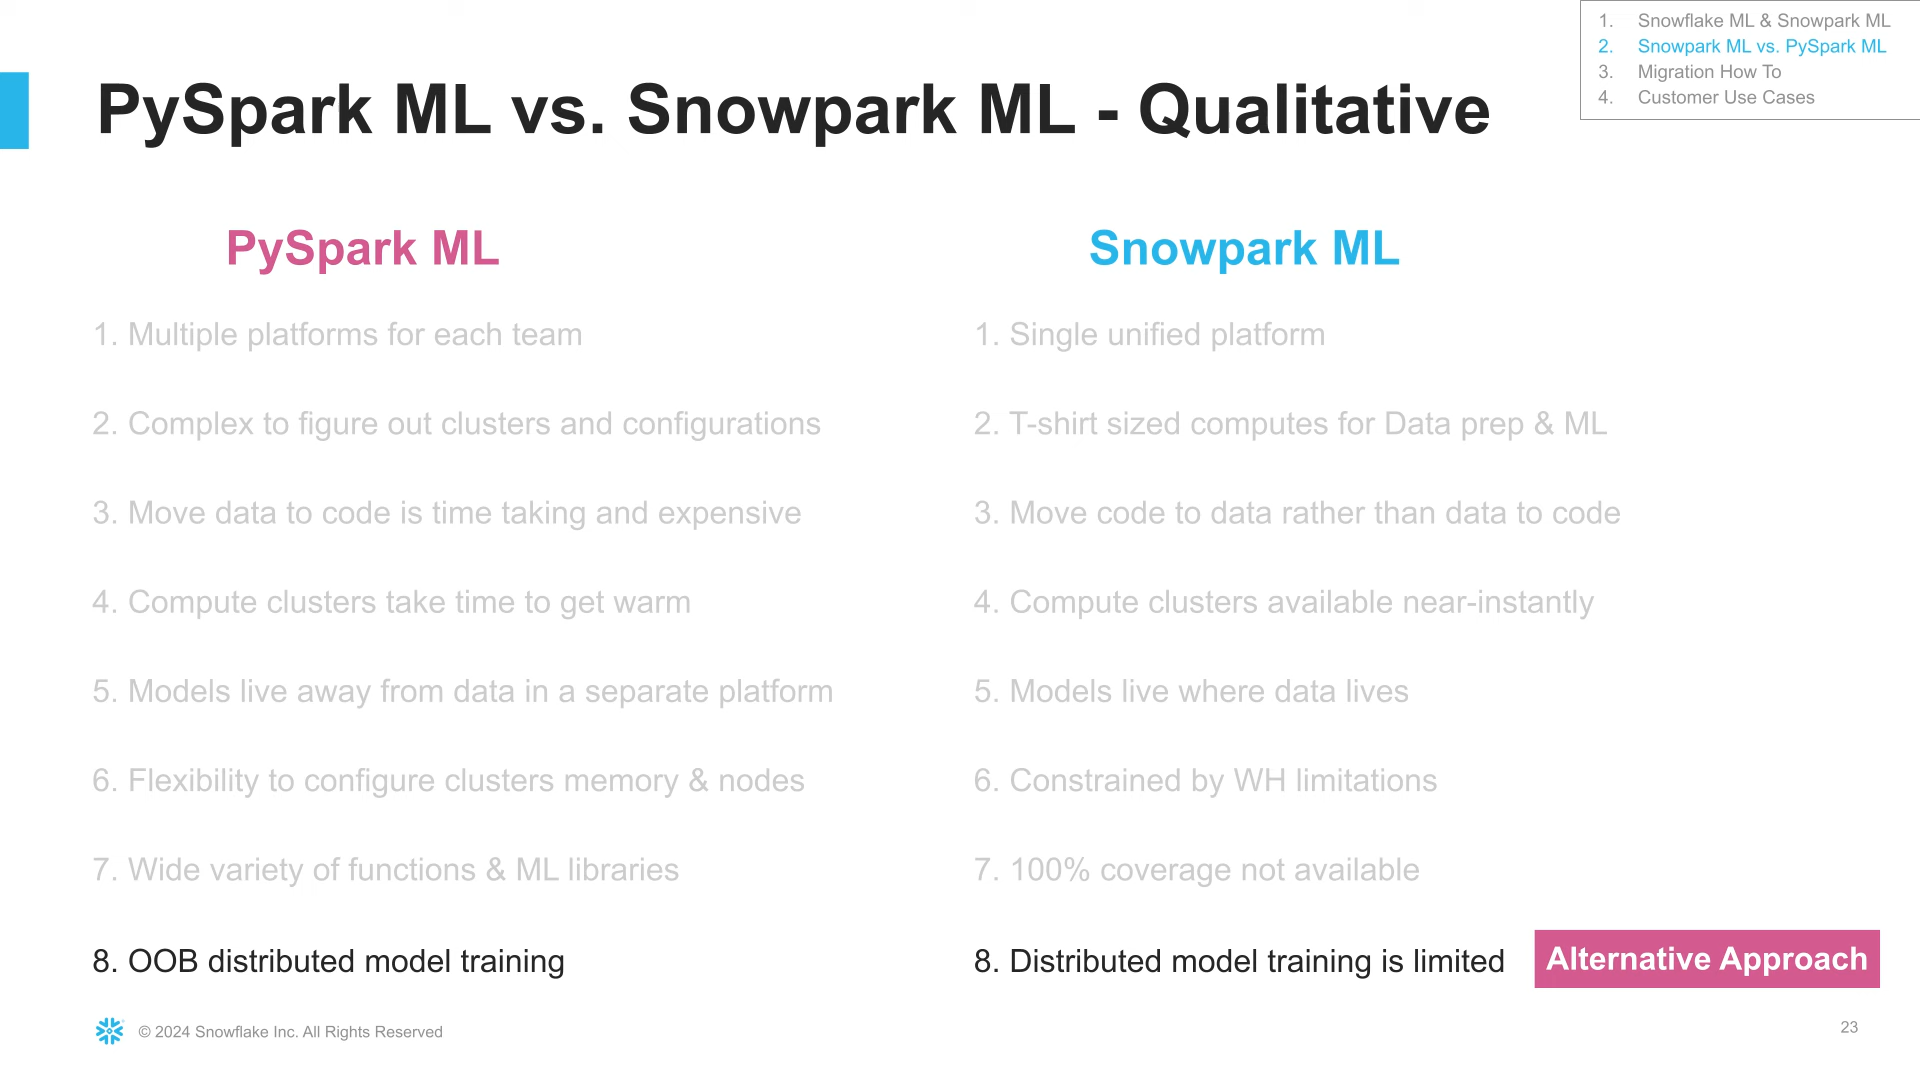 1. Snowflake ML & Snowpark ML
2. Snowpark ML vs. PySpark ML
3. Migration How To
4. Customer Use Cases
PySpark ML vs. Snowpark ML - Qualitative
PySpark ML
1. Multiple platforms for each team
2. Complex to figure out clusters and configurations
3. Move data to code is time taking and expensive
4. Compute clusters take time to get warm
5. Models live away from data in a separate platform
6. Flexibility to configure clusters memory & nodes
7. Wide variety of functions & ML libraries
8. OOB distributed model training
Snowpark ML
1. Single unified platform
2. T-shirt sized computes for Data prep & ML
3. Move code to data rather than data to code
4. Compute clusters available near-instantly
5. Models live where data lives
6. Constrained by WH limitations
7. 100% coverage not available
8. Distributed model training is limited
Alternative Approach
© 2024 Snowflake Inc. All Rights Reserved
23